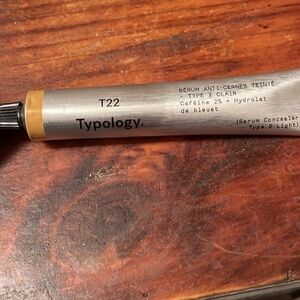 T22
Typology.
SÉRUM ANTI-CERNES TEINTÉ
- TYPE 2 CLAIR
Caféine 2% + Hydrolat
de bleuet
(Serum Concealer
- Type 2 Light)